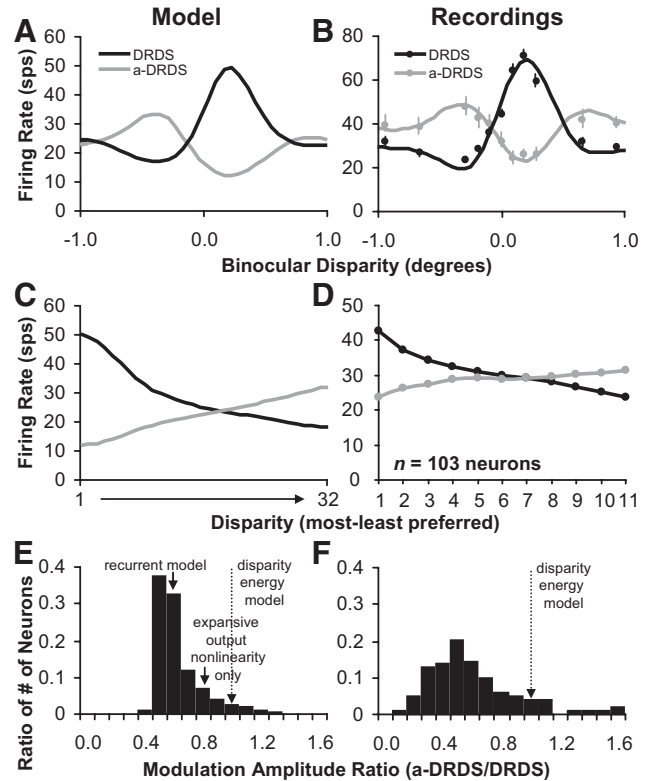 Model
Recordings
A
B
Firing Rate (sps)
60
50
40
30
20
10
0
DRDS
a-DRDS
-1.0
0.0
1.0
80
60
40
20
0
DRDS
a-DRDS
-1.0
0.0
1.0
Binocular Disparity (degrees)
C
D
Firing Rate (sps)
60
50
40
30
20
10
0
1
32
50
40
30
20
10
0
n = 103 neurons
1 2 3 4 5 6 7 8 9 10 11
Disparity (most-least preferred)
E
F
Ratio of # of Neurons
0.4
0.3
0.2
0.1
0
recurrent model
disparity
energy
model
expansive
output
nonlinearity
only
0.0 0.4 0.8 1.2 1.6
0.4
0.3
0.2
0.1
0
disparity
energy
model
0.0 0.4 0.8 1.2 1.6
Modulation Amplitude Ratio (a-DRDS/DRDS)